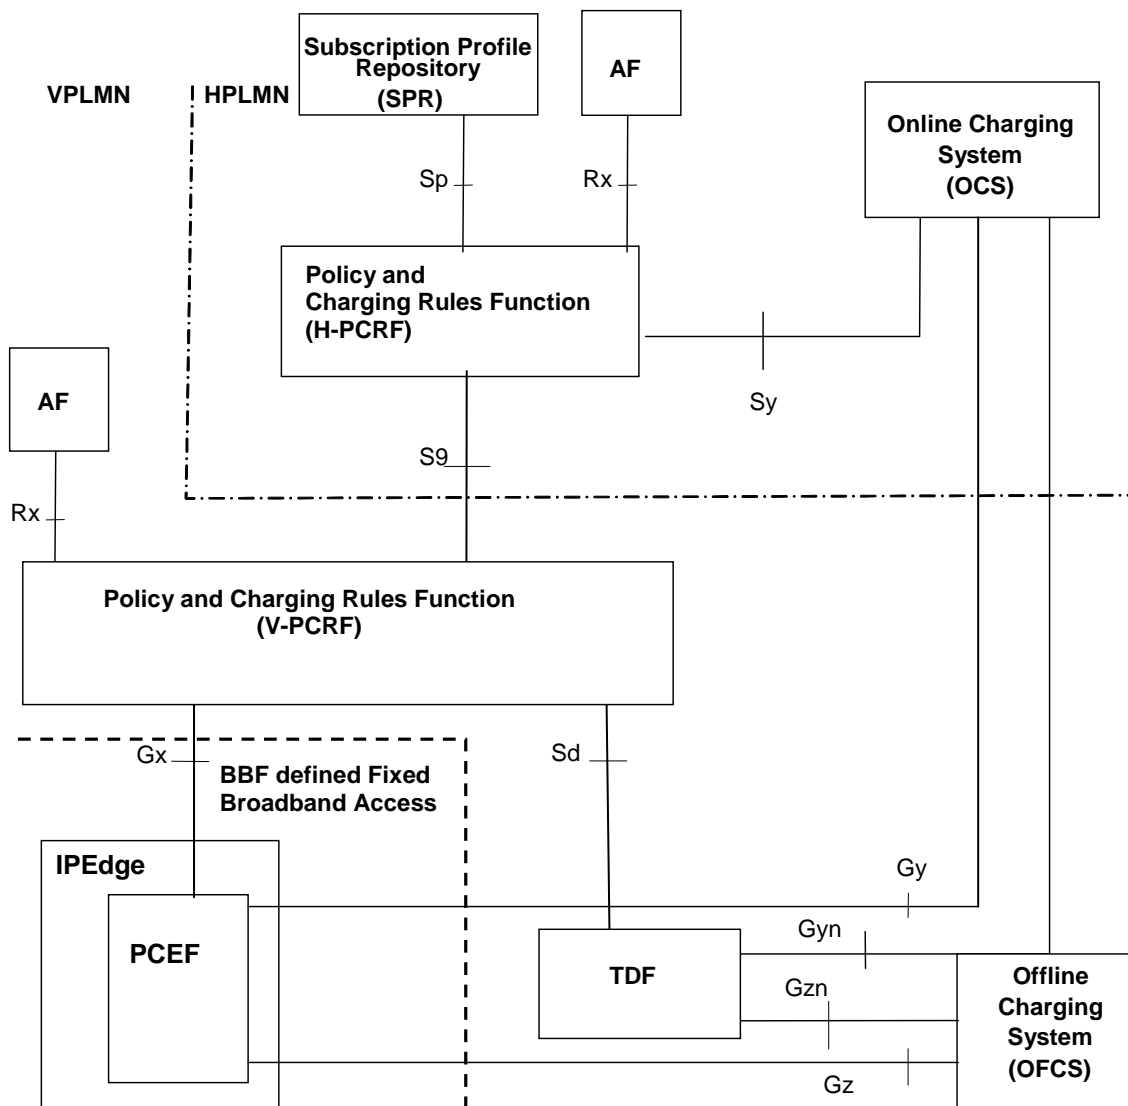 Subscription Profile
Repository
(SPR)
AF
VPLMN
HPLMN
Online Charging
System
(OCS)
Sp
Rx
Policy and
Charging Rules Function
(H-PCRF)
Sy
AF
S9
Rx
Policy and Charging Rules Function
(V-PCRF)
Gx
Sd
BBF defined Fixed
Broadband Access
IPEdge
Gy
PCEF
Gyn
TDF
Gzn
Offline
Charging
System
(OFCS)
Gz